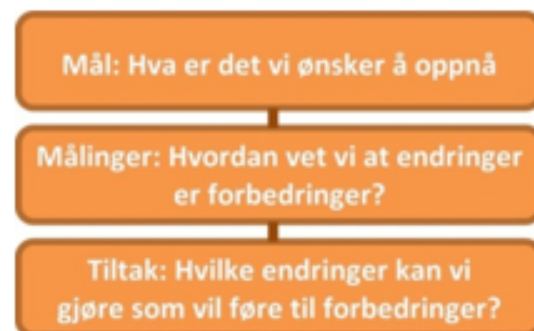 Mål: Hva er det vi ønsker å oppnå
Målinger: Hvordan vet vi at endringer
er forbedringer?
Tiltak: Hvilke endringer kan vi
gjøre som vil føre til forbedringer?